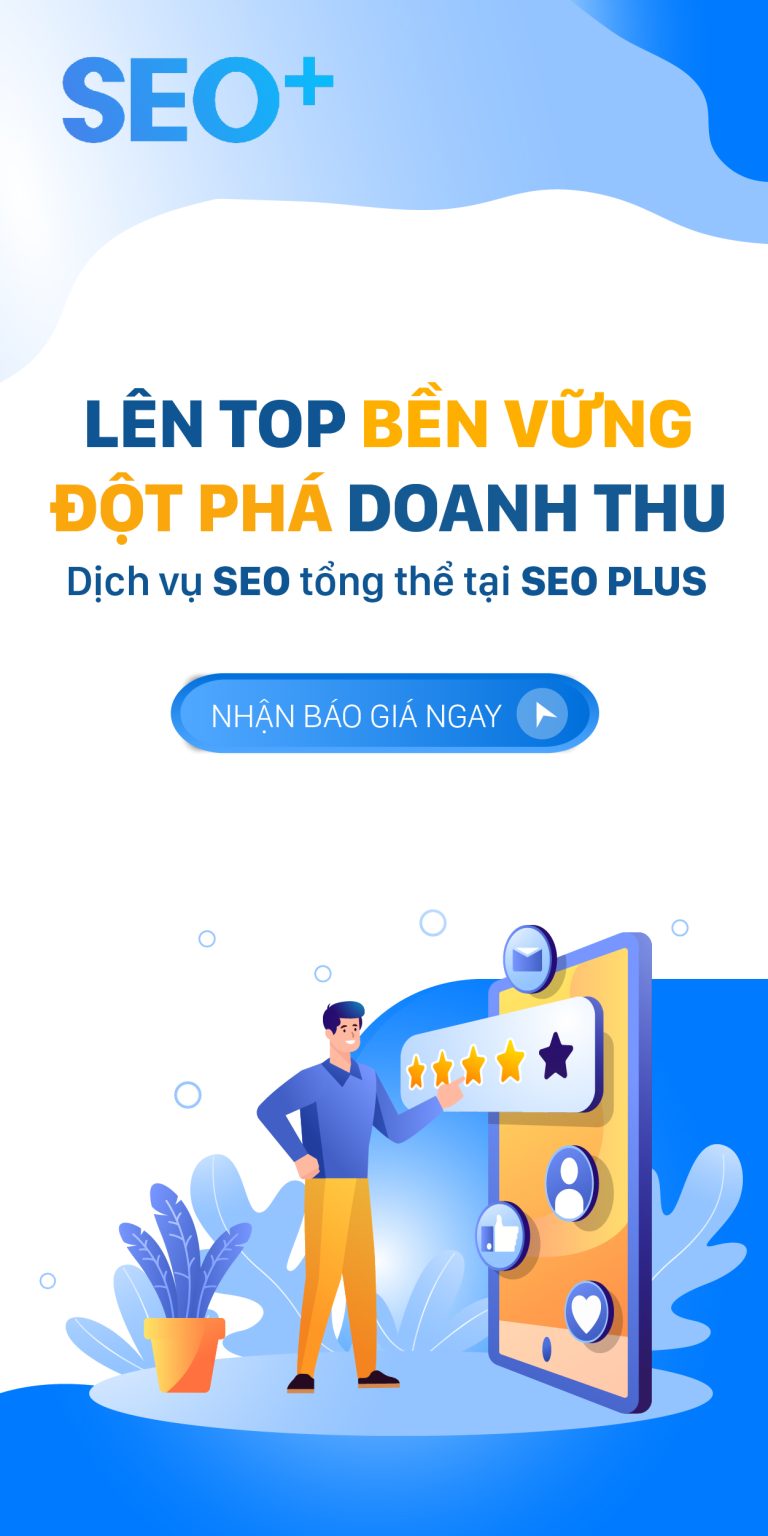 SEO+
LÊN TOP BỀN VỮNG
ĐỘT PHÁ DOANH THU
Dịch vụ SEO tổng thể tại SEO PLUS
NHẬN BÁO GIÁ NGAY